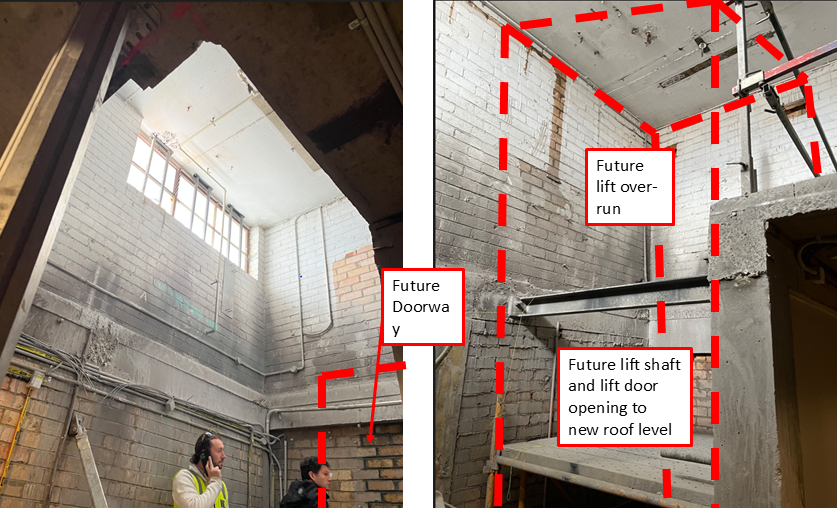 Future
Doorwa
y
Future
lift over-
run
Future lift shaft
and lift door
opening to
new roof level